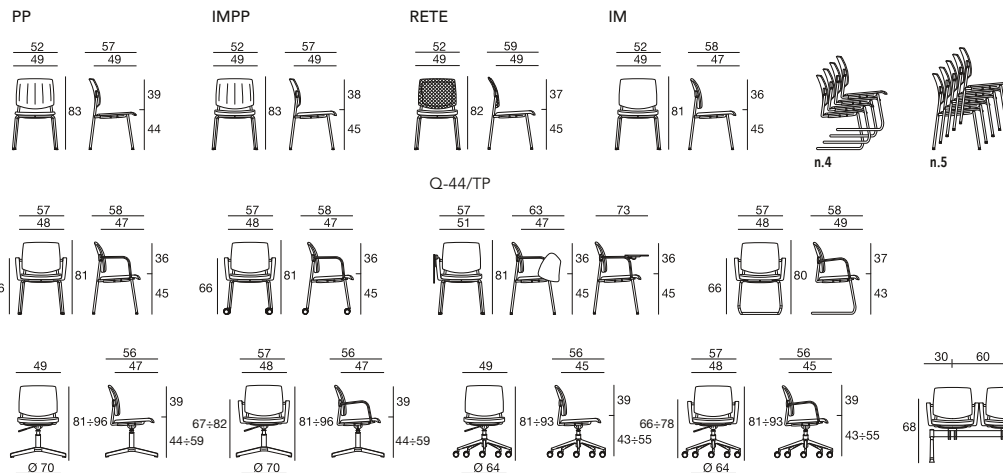 PP IMPP RETE IM
52 57 52 57 52 59 52 58
49 49 49 49 49 49 49 47
83 39 83 38 82 37 81 36
44 45 45 45
n.4 n.5
Q-44/TP
57 58 57 58 57 63 73 57 58
48 47 48 47 51 47 48 49
81 36 81 36 81 36 36 80 37
66 45 66 45 45 45 66 43
49 56 57 56 49 56 57 56 30 60
47 48 47 45 48 45
39 39 39 39
81÷96 67÷82 81÷96 81÷93 66÷78 81÷93 68
44÷59 44÷59 43÷55 43÷55
Ø 70 Ø 70 Ø 64 Ø 64